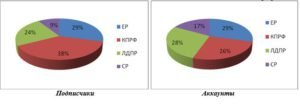 9%
29%
24%
38%
ЕР
КПРФ
ЛДПР
СР
17%
29%
28%
26%
ЕР
КПРФ
ЛДПР
СР
Подписчики
Аккаунты